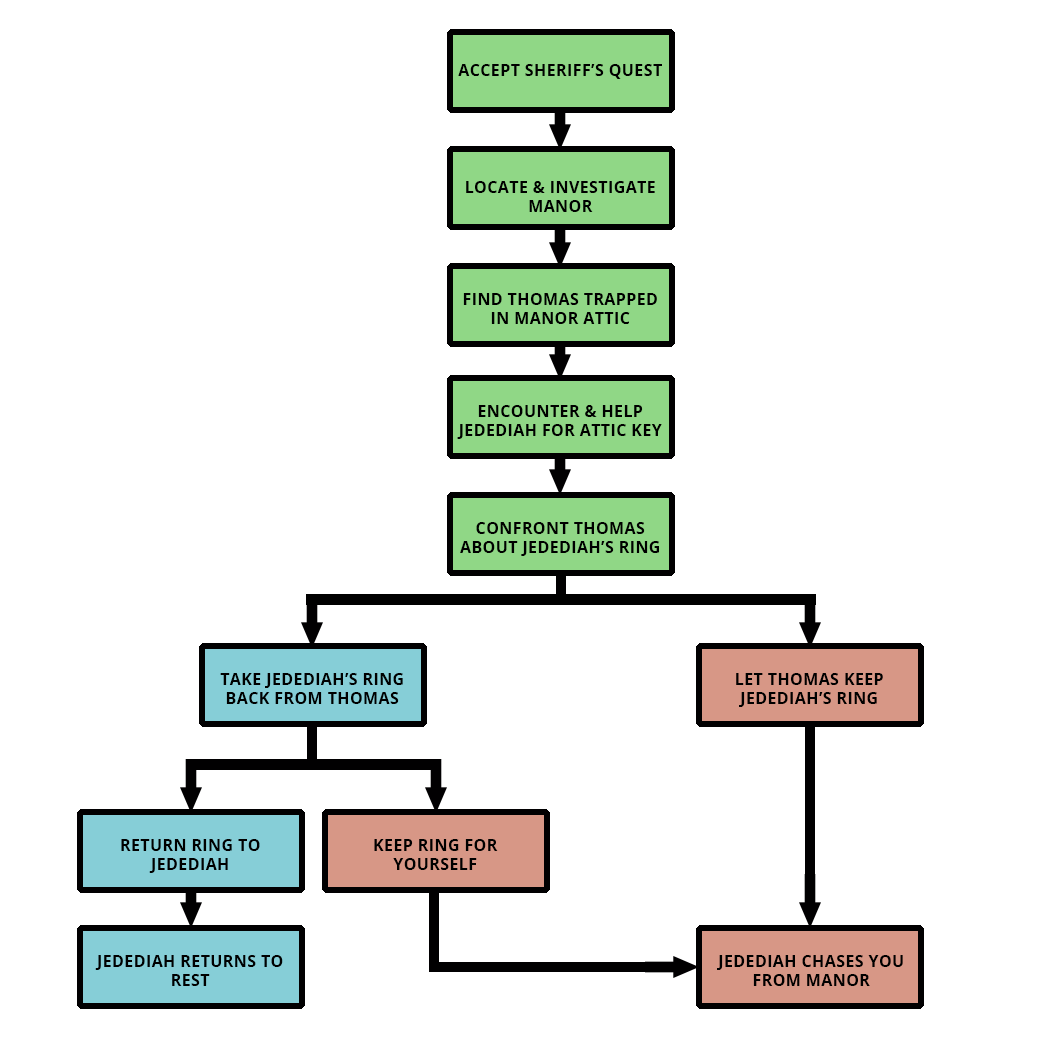 ACCEPT SHERIFF’S QUEST
LOCATE & INVESTIGATE
MANOR
FIND THOMAS TRAPPED
IN MANOR ATTIC
ENCOUNTER & HELP
JEDEDIAH FOR ATTIC KEY
CONFRONT THOMAS
ABOUT JEDEDIAH’S RING
TAKE JEDEDIAH’S RING
BACK FROM THOMAS
LET THOMAS KEEP
JEDEDIAH’S RING
RETURN RING TO
JEDEDIAH
KEEP RING FOR
YOURSELF
JEDEDIAH RETURNS TO
REST
JEDEDIAH CHASES YOU
FROM MANOR